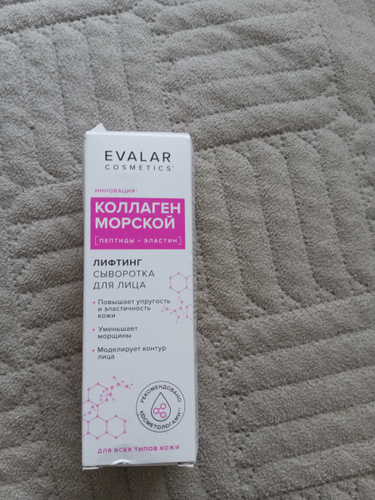 EVALAR
COSMETICS
ИННОВАЦИЯ*
КОЛЛАГЕН
МОРСКОЙ
[ПЕПТИДЫ + ЭЛАСТИН]
ЛИФТИНГ
СЫВОРОТКА
ДЛЯ ЛИЦА
• Повышает упругость
и эластичность
кожи
• Уменьшает
морщины
• Моделирует контур
лица
РЕКОМЕНДОВАНО
КОСМЕТОЛОГАМИ**
ДЛЯ ВСЕХ ТИПОВ КОЖИ